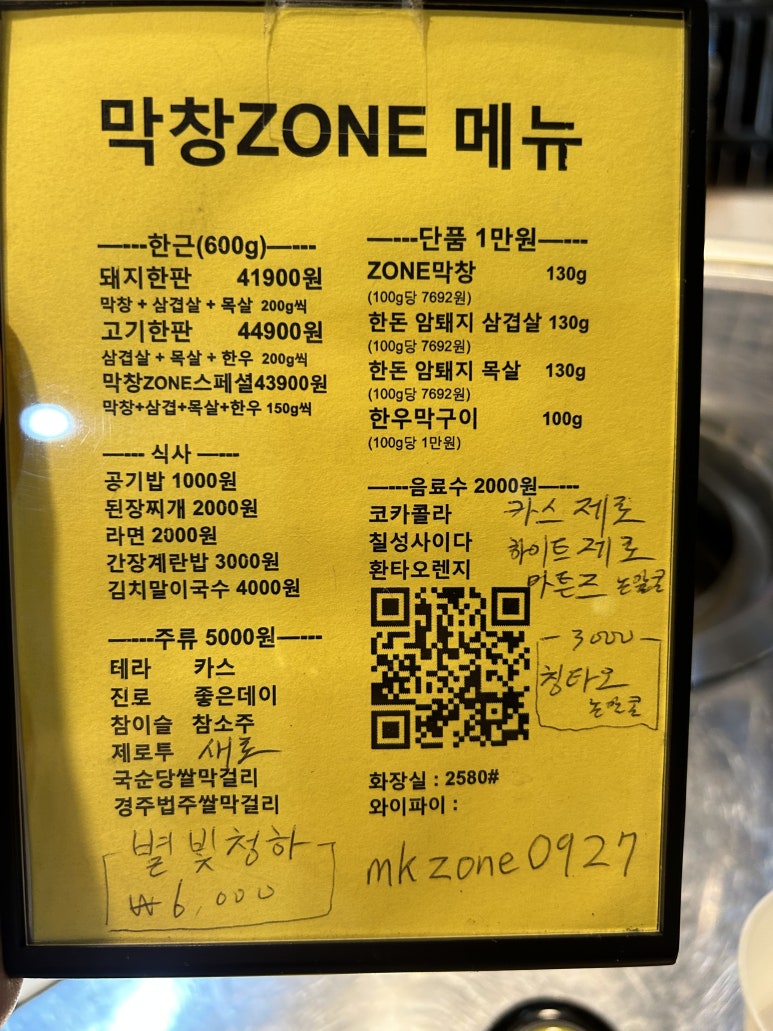 막창ZONE 메뉴
-----한근(600g)-----
돼지한판 41900원
막창 + 삼겹살 + 목살 200g씩
고기한판 44900원
삼겹살 + 목살 + 한우 200g씩
막창ZONE스페셜43900원
막창+삼겹+목살+한우 150g씩
---- 식사 ----
공기밥 1000원
된장찌개 2000원
라면 2000원
간장계란밥 3000원
김치말이국수 4000원
-----주류 5000원-----
테라 카스
진로 좋은데이
참이슬 참소주
제로투 새로
국순당쌀막걸리
경주법주쌀막걸리
별빛청하
₩6,000
-----단품 1만원-----
ZONE막창 130g
(100g당 7692원)
한돈 암퇘지 삼겹살 130g
(100g당 7692원)
한돈 암퇘지 목살 130g
(100g당 7692원)
한우막구이 100g
(100g당 1만원)
-----음료수 2000원-----
코카콜라 카스 제로
칠성사이다 하이트제로
환타오렌지 논알콜
- 3000 -
칭타오
논알콜
화장실 : 2580#
와이파이 :
mkzone0927